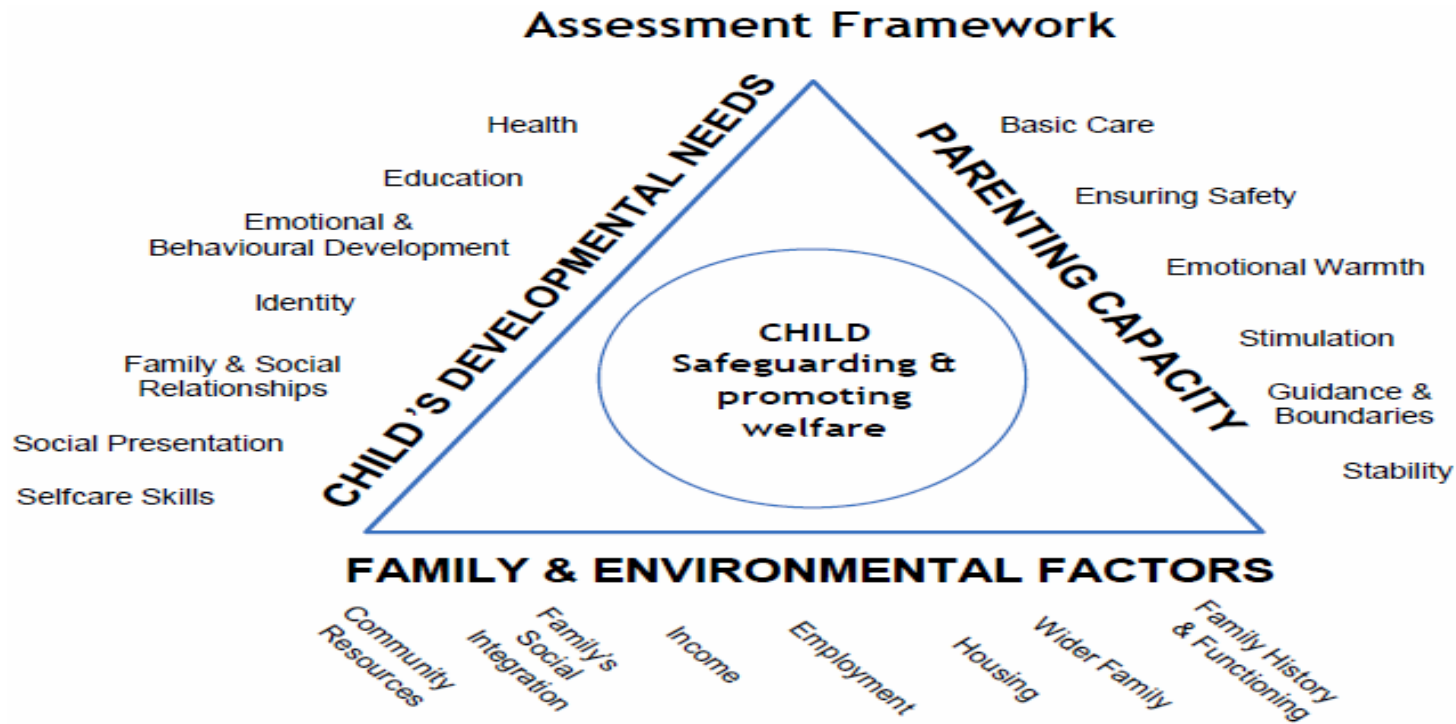 Assessment Framework
CHILD'S DEVELOPMENTAL NEEDS
Health
Education
Emotional &
Behavioural Development
Identity
Family & Social
Relationships
Social Presentation
Selfcare Skills
PARENTING CAPACITY
Basic Care
Ensuring Safety
Emotional Warmth
Stimulation
Guidance &
Boundaries
Stability
CHILD
Safeguarding &
promoting
welfare
FAMILY & ENVIRONMENTAL FACTORS
Community
Resources
Family's
Social
Integration
Income
Employment
Housing
Wider Family
Family History
& Functioning